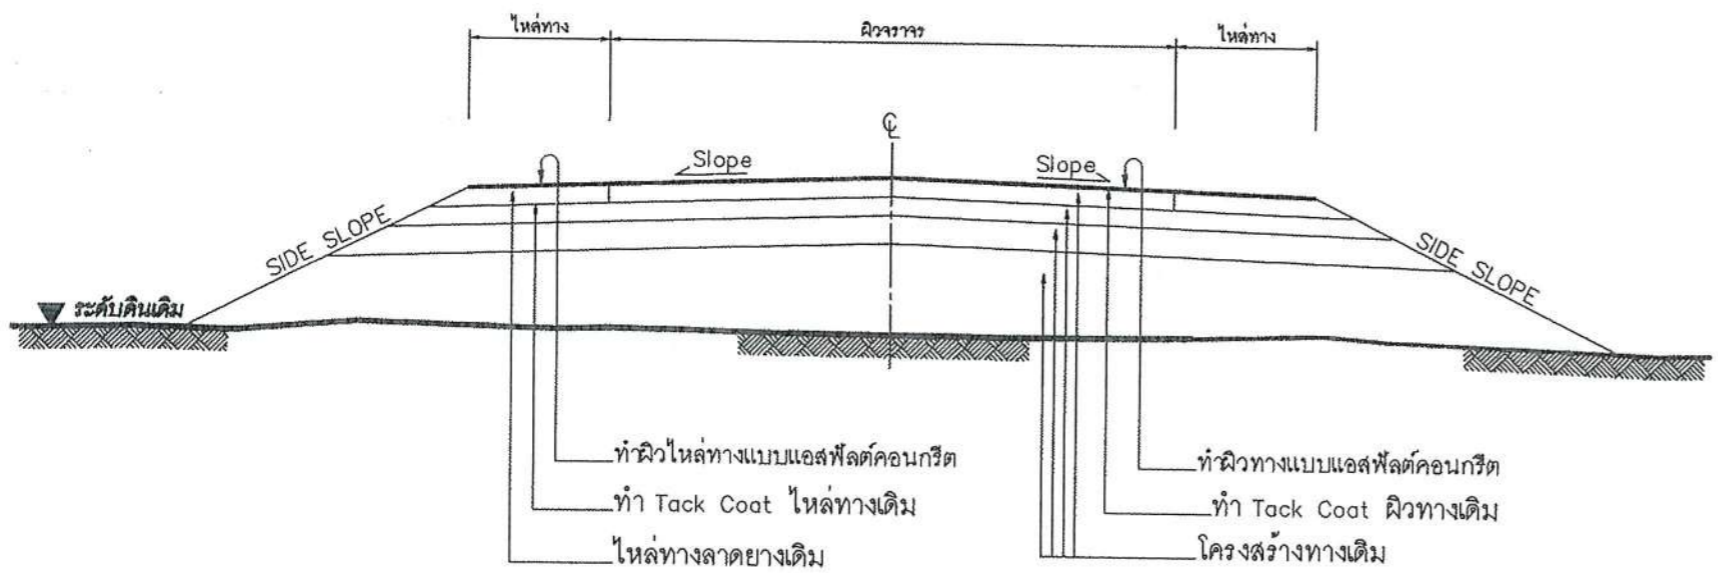 ไหล่ทาง
ผิวจราจร
ไหล่ทาง
℄
Slope
Slope
SIDE SLOPE
SIDE SLOPE
ระดับดินเดิม
ทำผิวไหล่ทางแบบแอสฟัลต์คอนกรีต
ทำ Tack Coat ไหล่ทางเดิม
ไหล่ทางลาดยางเดิม
ทำผิวทางแบบแอสฟัลต์คอนกรีต
ทำ Tack Coat ผิวทางเดิม
โครงสร้างทางเดิม